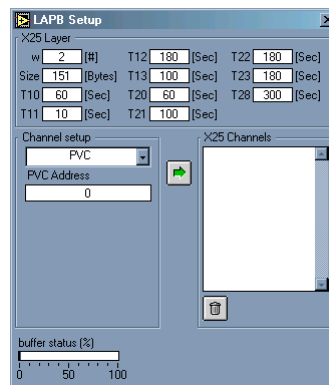 LAPB Setup
X25 Layer
w 2 [#] T12 180 [Sec] T22 180 [Sec]
Size 151 [Bytes] T13 100 [Sec] T23 180 [Sec]
T10 60 [Sec] T20 60 [Sec] T28 300 [Sec]
T11 10 [Sec] T21 100 [Sec]
Channel setup
PVC
PVC Address
0
X25 Channels
buffer status (%)
0 50 100